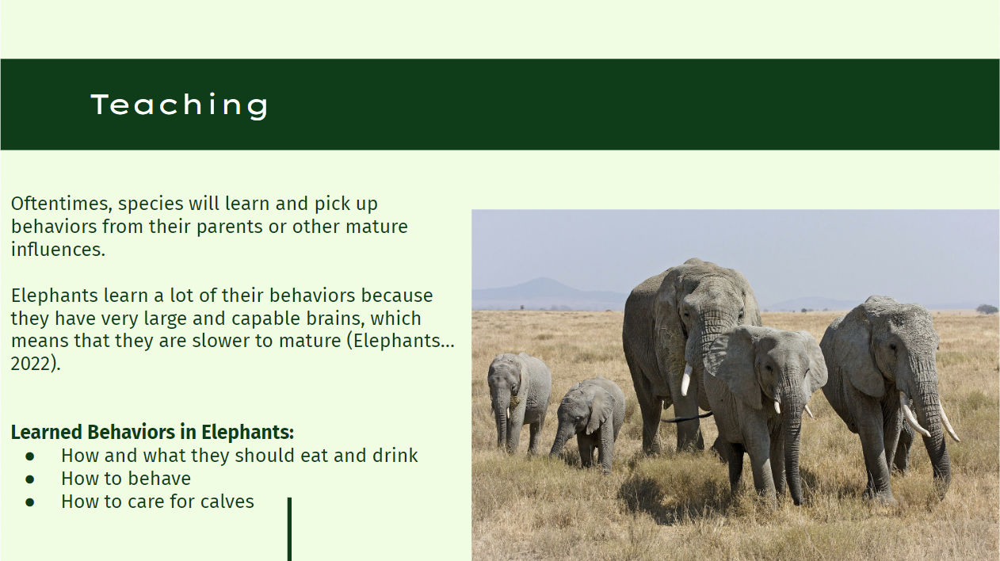 Teaching
Oftentimes, species will learn and pick up
behaviors from their parents or other mature
influences.
Elephants learn a lot of their behaviors because
they have very large and capable brains, which
means that they are slower to mature (Elephants...
2022).
Learned Behaviors in Elephants:
● How and what they should eat and drink
● How to behave
● How to care for calves